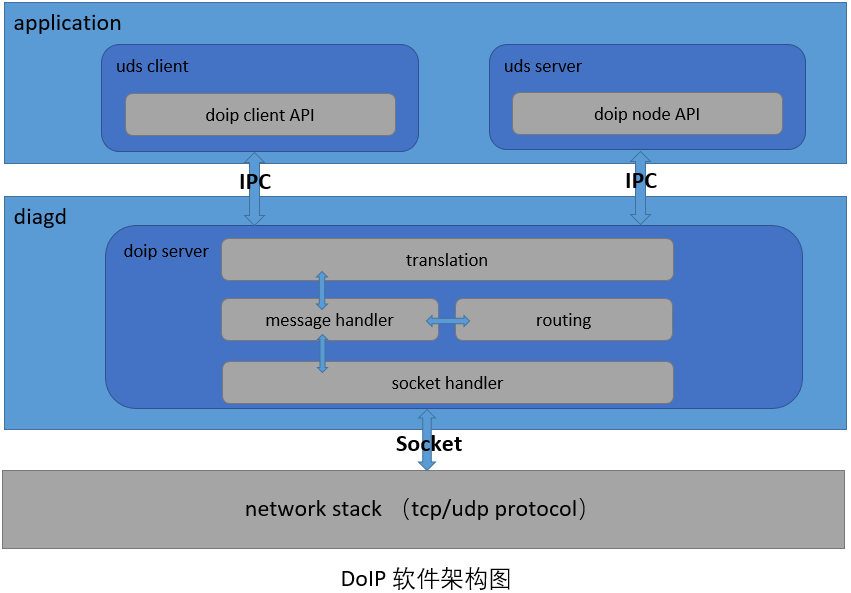 application
uds client
uds server
doip client API
doip node API
IPC
IPC
diagd
doip server
translation
message handler
routing
socket handler
Socket
network stack （tcp/udp protocol）
DoIP 软件架构图